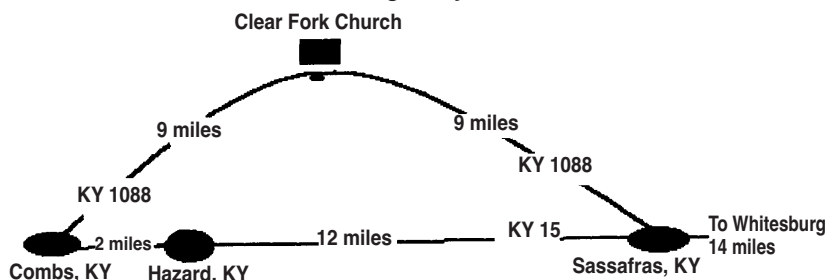 Clear Fork Church
9 miles
9 miles
KY 1088
KY 1088
To Whitesburg
14 miles
KY 15
12 miles
2 miles
Combs, KY
Hazard, KY
Sassafras, KY